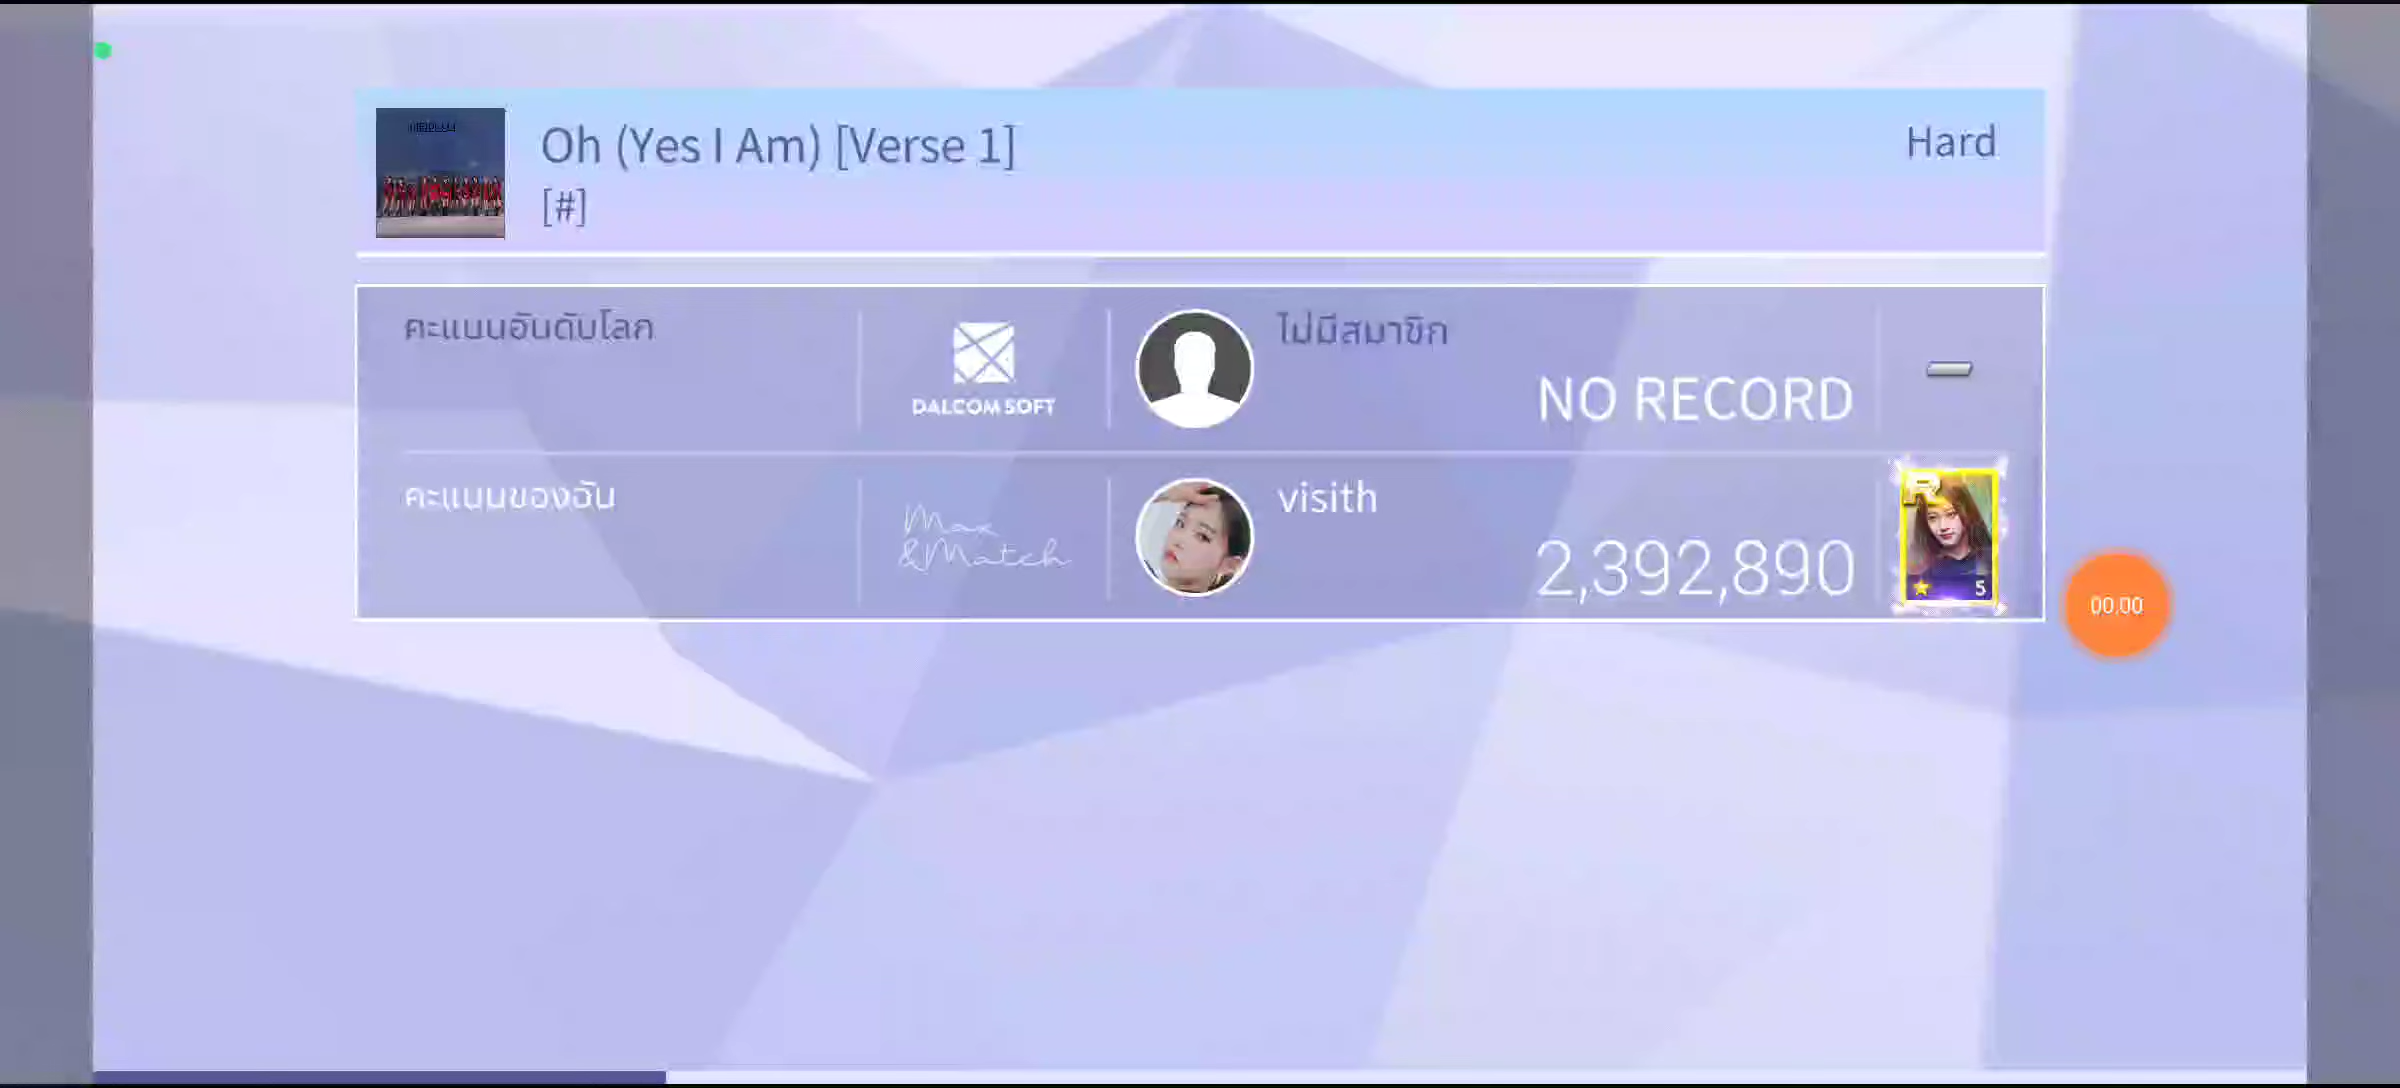 Oh (Yes I Am) [Verse 1]
Hard
[#]
คะแนนอันดับโลก
DALCOM SOFT
ไม่มีสมาชิก
NO RECORD
คะแนนของฉัน
Max
&Match
visith
2,392,890
R
5
00:00